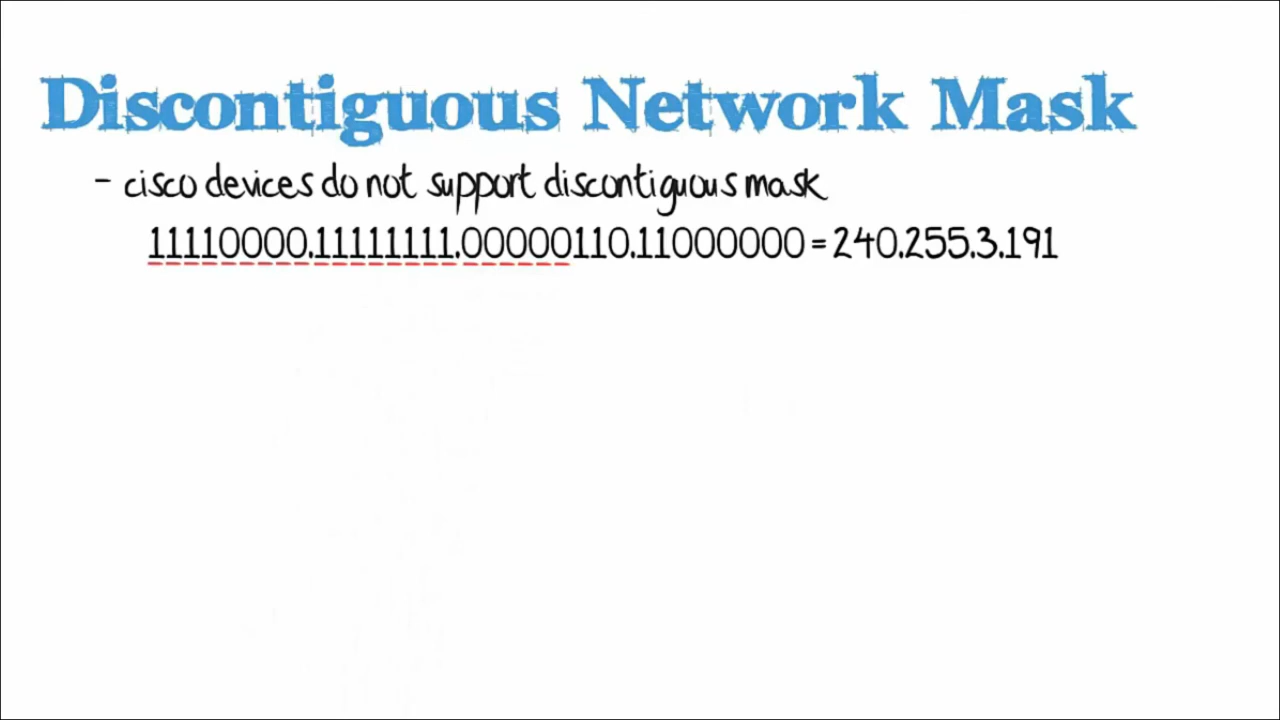 Discontiguous Network Mask
- cisco devices do not support discontiguous mask
11110000.11111111.00000110.11000000 = 240.255.3.191